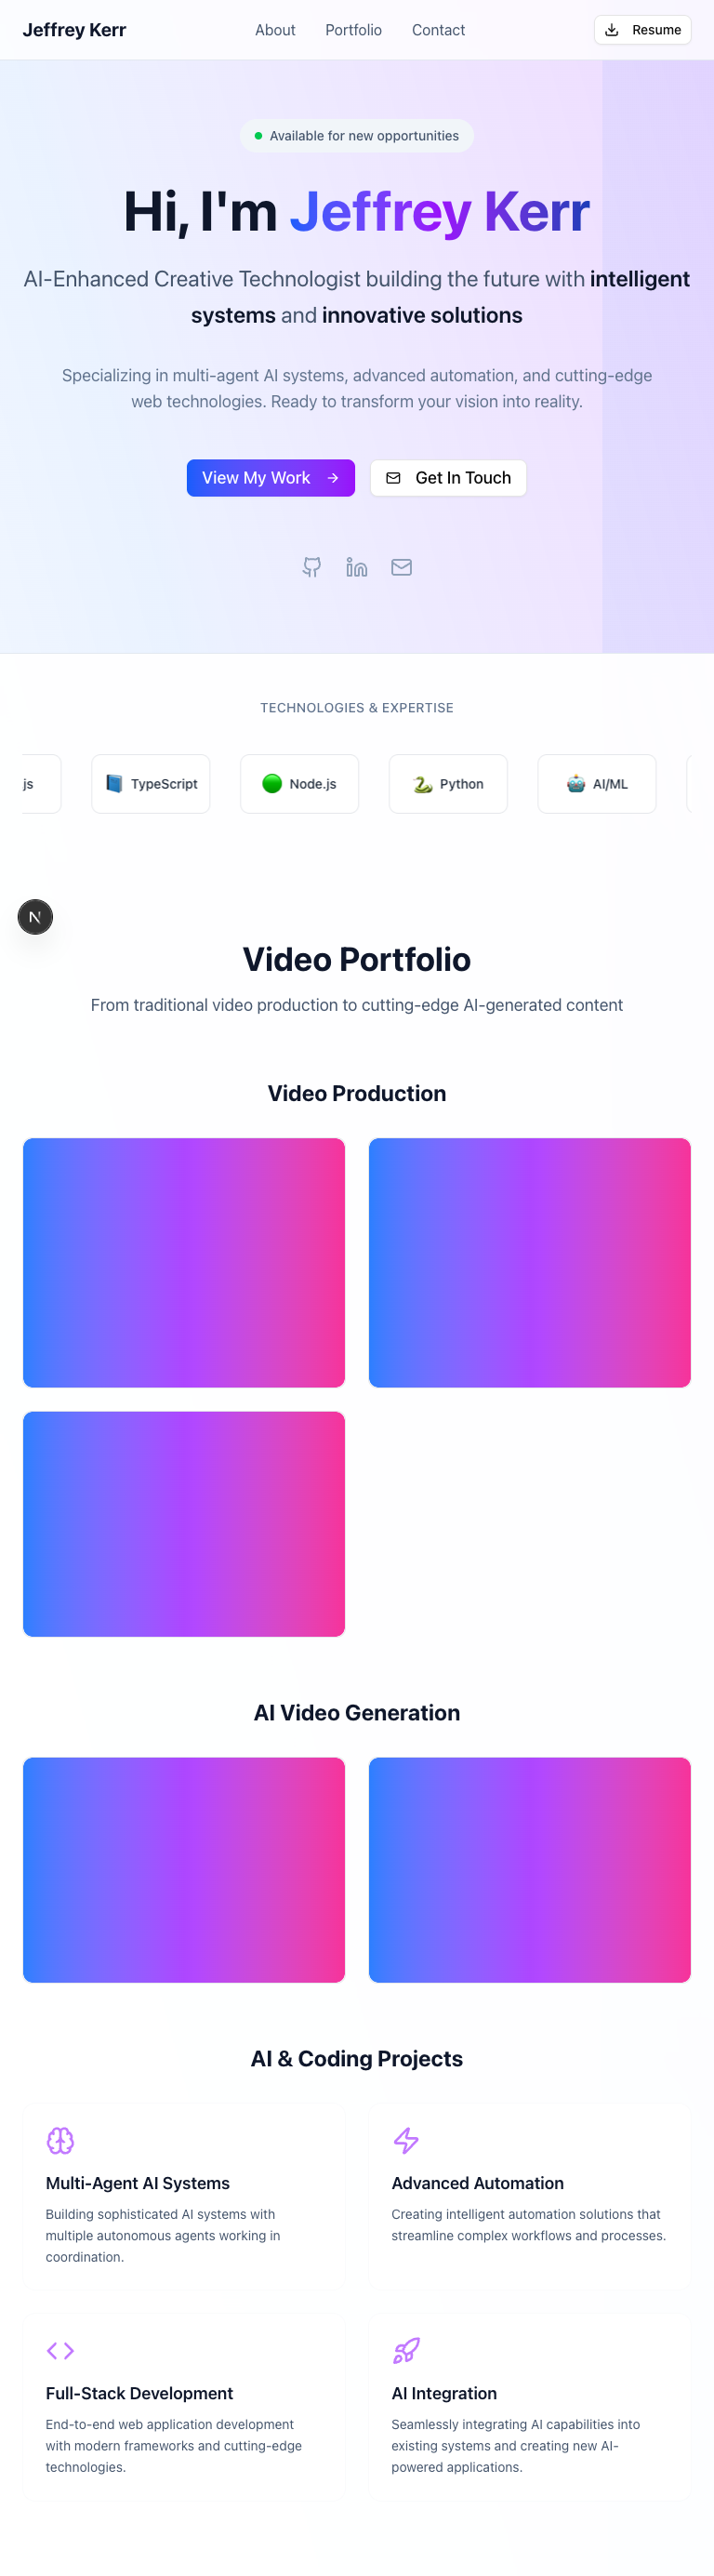 Jeffrey Kerr
About
Portfolio
Contact
Resume
Available for new opportunities
Hi, I'm Jeffrey Kerr
AI-Enhanced Creative Technologist building the future with intelligent
systems and innovative solutions
Specializing in multi-agent AI systems, advanced automation, and cutting-edge
web technologies. Ready to transform your vision into reality.
View My Work
Get In Touch
TECHNOLOGIES & EXPERTISE
js
TypeScript
Node.js
Python
AI/ML
N
Video Portfolio
From traditional video production to cutting-edge AI-generated content
Video Production
AI Video Generation
AI & Coding Projects
Multi-Agent AI Systems
Building sophisticated AI systems with
multiple autonomous agents working in
coordination.
Advanced Automation
Creating intelligent automation solutions that
streamline complex workflows and processes.
Full-Stack Development
End-to-end web application development
with modern frameworks and cutting-edge
technologies.
AI Integration
Seamlessly integrating AI capabilities into
existing systems and creating new AI-
powered applications.